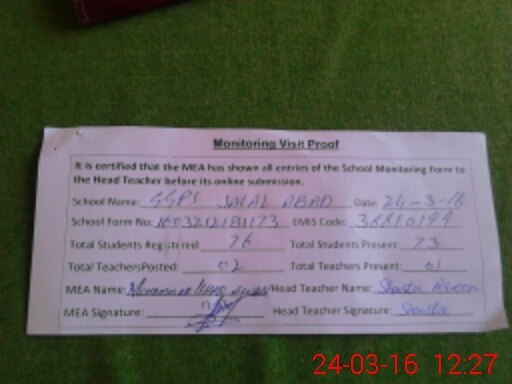 Monitoring Visit Proof
It is certified that the MEA has shown all entries of the School Monitoring Form to
the Head Teacher before its online submission.
School Name: GGPS JALAL ABAD Date: 24-3-16
School Form No: EMIS Code:
Total Students Registered: 76 Total Students Present: 73
Total Teachers Posted: 02 Total Teachers Present: 01
MEA Name: Head Teacher Name: Shaista
MEA Signature: Head Teacher Signature: Shaista
24-03-16 12:27